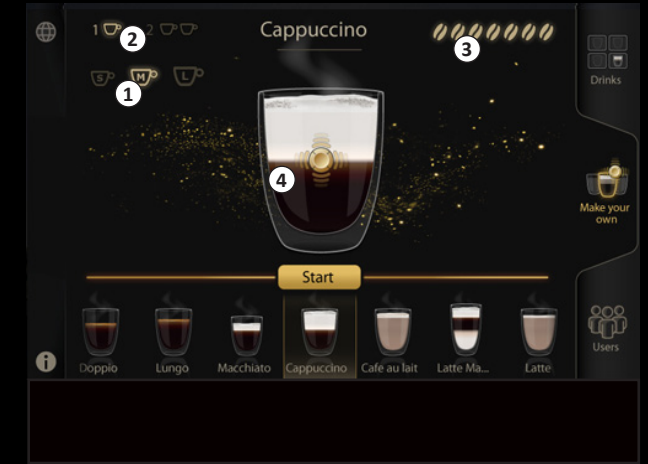 1 2
Cappuccino
2
3
S M L
1
Drinks
4
Make your
own
Start
Doppio Lungo Macchiato Cappuccino Cafe au lait Latte Ma... Latte
Users
i